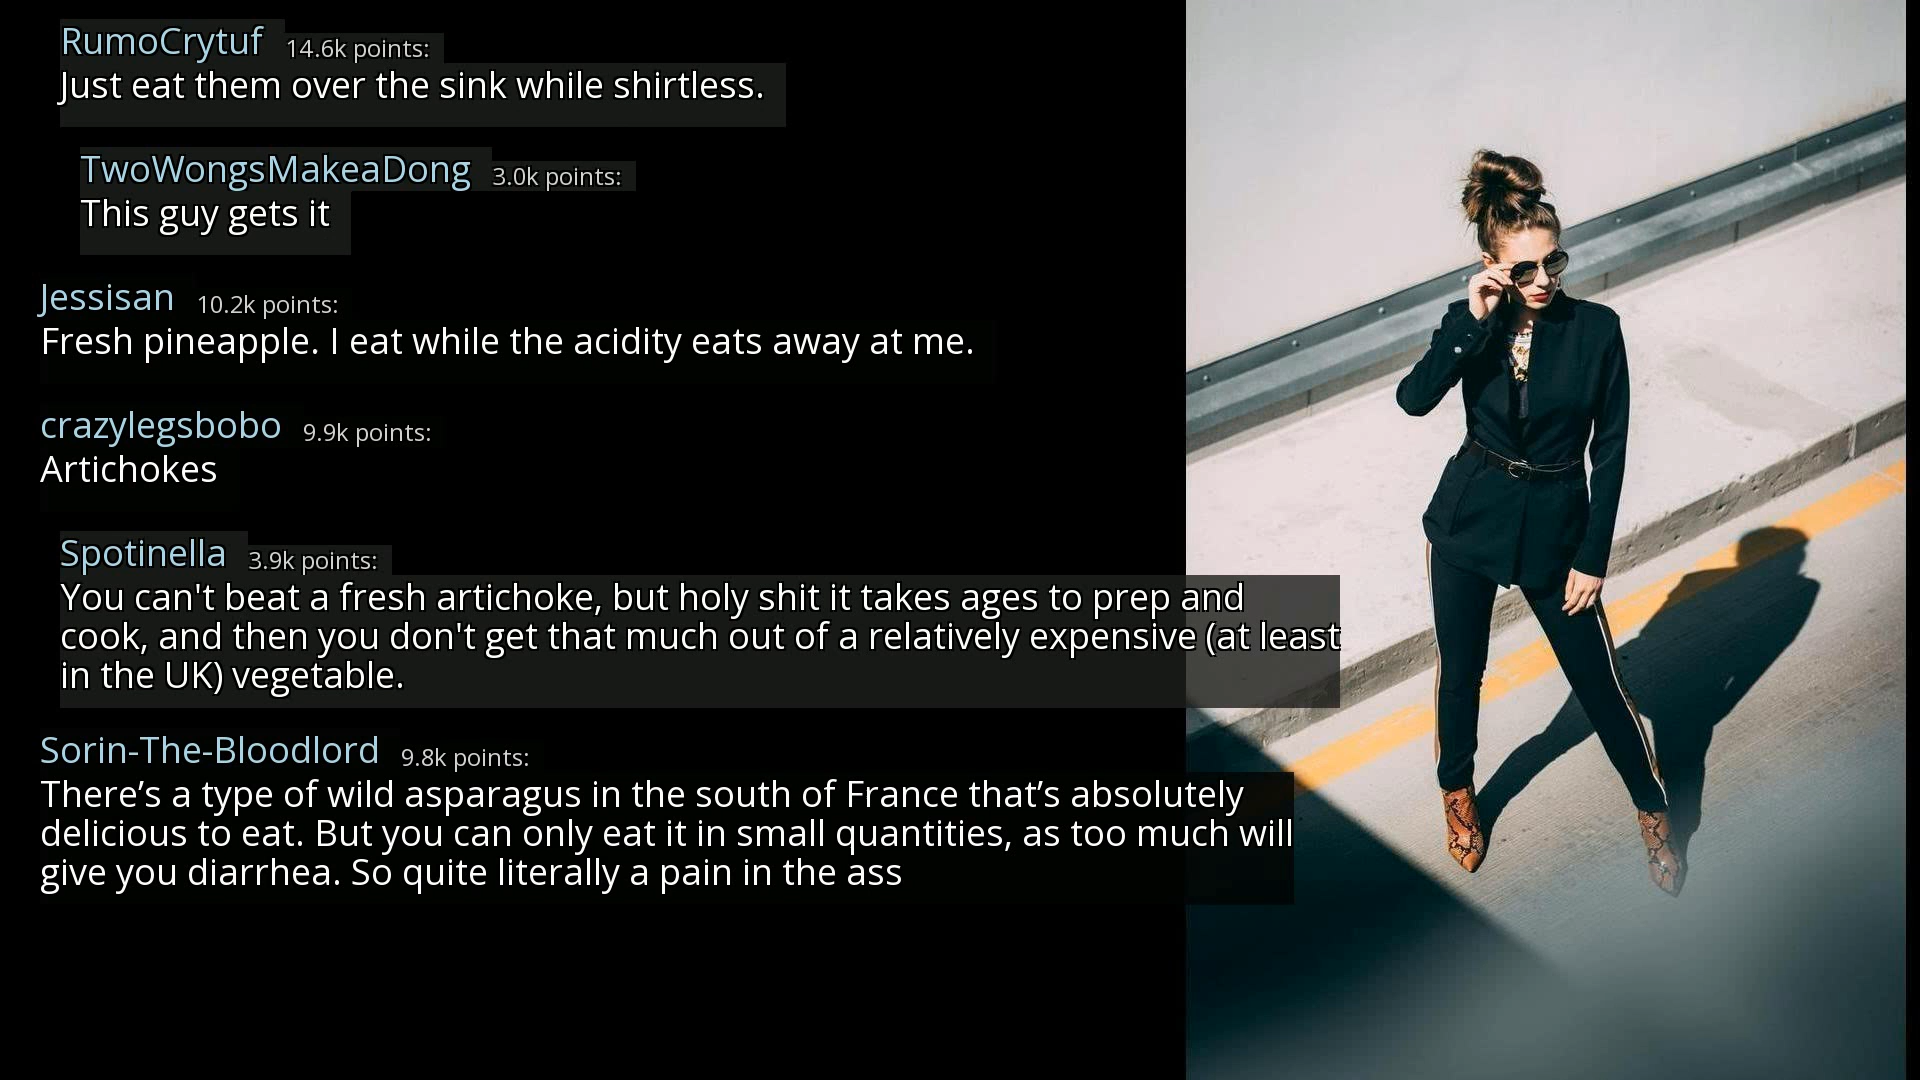 RumoCrytuf 14.6k points:
Just eat them over the sink while shirtless.
TwoWongsMakeaDong 3.0k points:
This guy gets it
Jessisan 10.2k points:
Fresh pineapple. I eat while the acidity eats away at me.
crazylegsbobo 9.9k points:
Artichokes
Spotinella 3.9k points:
You can't beat a fresh artichoke, but holy shit it takes ages to prep and
cook, and then you don't get that much out of a relatively expensive (at least
in the UK) vegetable.
Sorin-The-Bloodlord 9.8k points:
There’s a type of wild asparagus in the south of France that’s absolutely
delicious to eat. But you can only eat it in small quantities, as too much will
give you diarrhea. So quite literally a pain in the ass